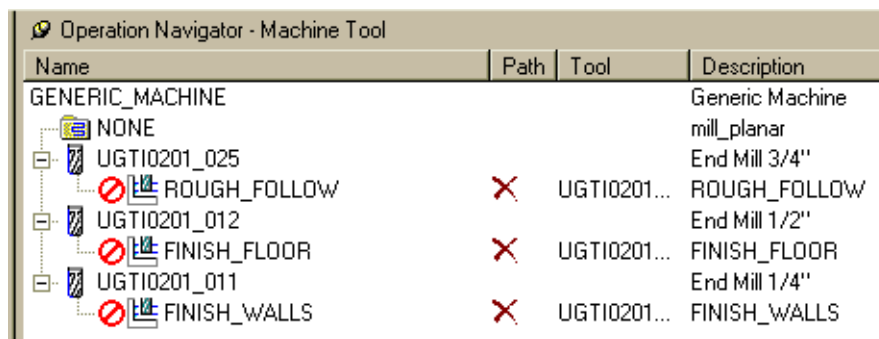 Operation Navigator - Machine Tool
Name Path Tool Description
GENERIC_MACHINE Generic Machine
NONE mill_planar
UGTI0201_025 End Mill 3/4"
ROUGH_FOLLOW UGTI0201... ROUGH_FOLLOW
UGTI0201_012 End Mill 1/2"
FINISH_FLOOR UGTI0201... FINISH_FLOOR
UGTI0201_011 End Mill 1/4"
FINISH_WALLS UGTI0201... FINISH_WALLS